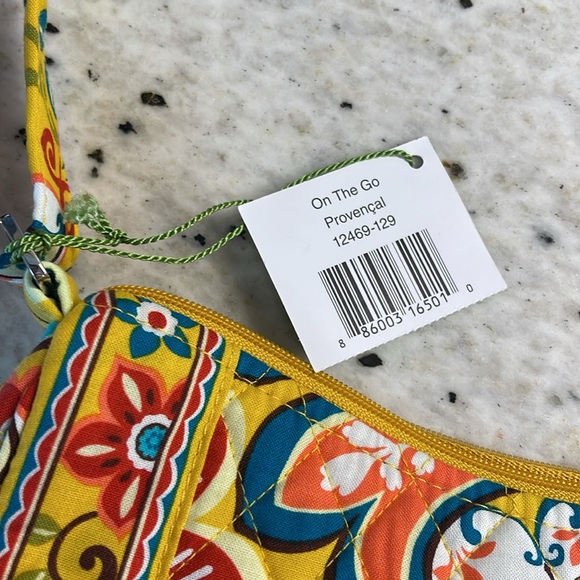 On The Go
Provençal
12469-129
8 86003 16501 0